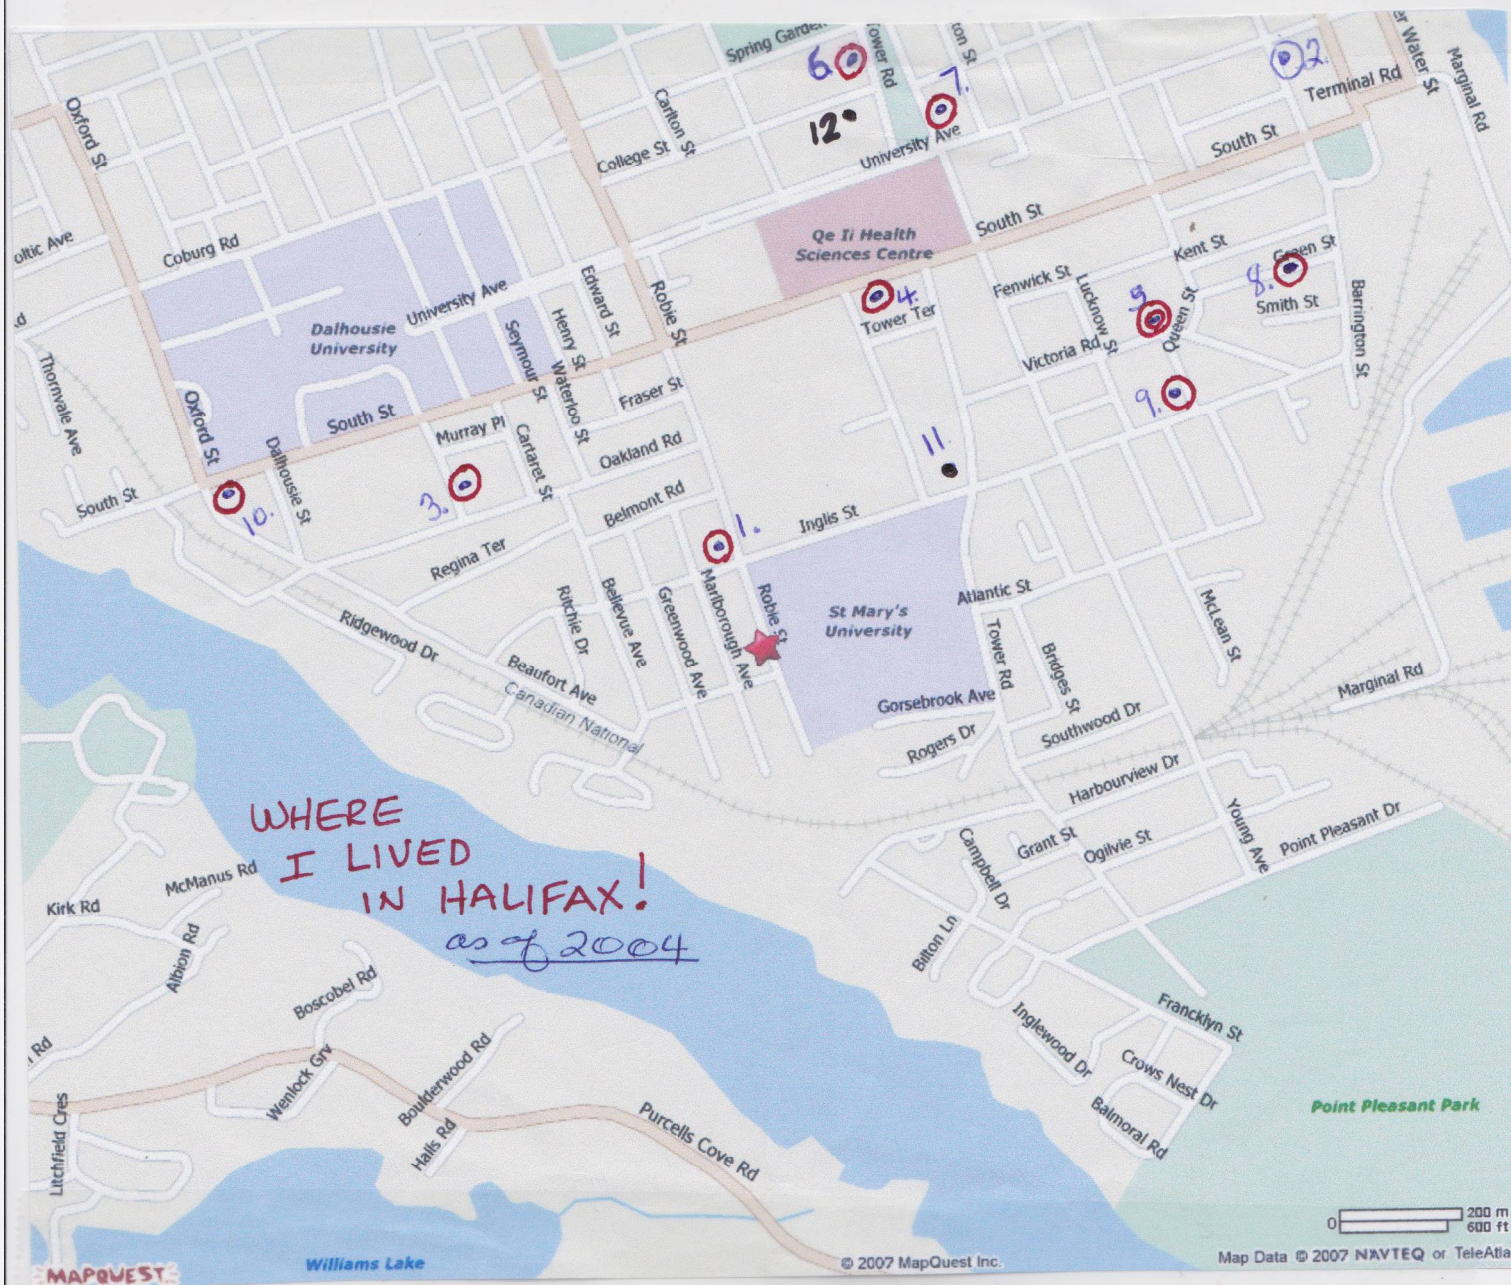 Spring Garden
Tower Rd
ton St
er Water St
Marginal Rd
6.
7.
2.
Terminal Rd
Oxford St
Carlton St
12
College St
University Ave
South St
Qe Ii Health
Sciences Centre
South St
Kent St
Green St
oltic Ave
Coburg Rd
Edward St
Robie St
4.
Tower Ter
Fenwick St
Lucknow St
5
Queen St
8.
Smith St
Barrington St
University Ave
Dalhousie
University
Seymour St
Henry St
Waterloo St
Victoria Rd
Thornvale Ave
Oxford St
South St
Fraser St
9.
Murray Pl
Cartaret St
Oakland Rd
11.
Dalhousie St
South St
10.
3.
Belmont Rd
1.
Inglis St
Regina Ter
Marlborough Ave
Robie St
St Mary's
University
Atlantic St
McLean St
Ritchie Dr
Bellevue Ave
Greenwood Ave
Ridgewood Dr
Tower Rd
Bridges St
Beaufort Ave
Canadian National
Gorsebrook Ave
Marginal Rd
Rogers Dr
Southwood Dr
Harbourview Dr
WHERE
I LIVED
IN HALIFAX!
as of 2004
Campbell Dr
Grant St
Ogilvie St
Young Ave
Point Pleasant Dr
McManus Rd
Kirk Rd
Albion Rd
Bilton Ln
Boscobel Rd
Francklyn St
Inglewood Dr
Rd
Wenlock Grv
Boulderwood Rd
Crows Nest Dr
Balmoral Rd
Point Pleasant Park
Litchfield Cres
Halls Rd
Purcells Cove Rd
0
200 m
600 ft
Williams Lake
MAPQUEST
© 2007 MapQuest Inc.
Map Data © 2007 NAVTEQ or TeleAtla